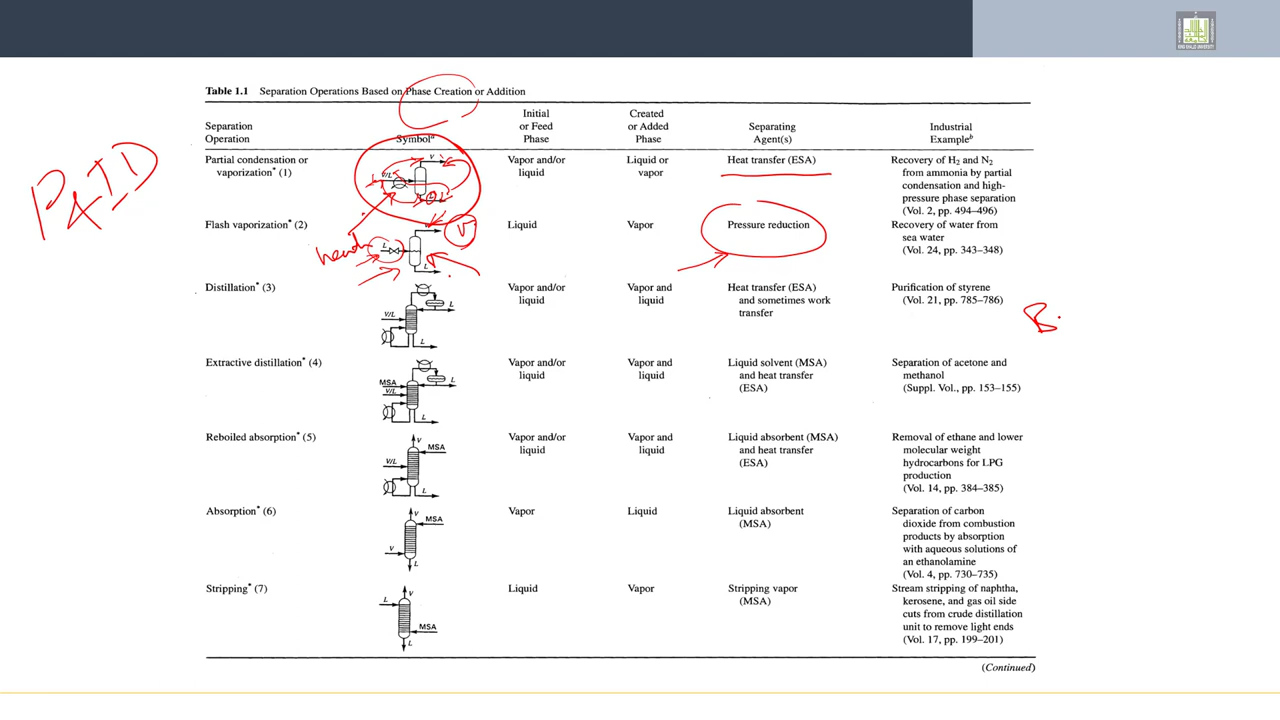 Table 1.1 Separation Operations Based on Phase Creation or Addition
Separation Operation
Symbolᵃ
Initial or Feed Phase
Created or Added Phase
Separating Agent(s)
Industrial Exampleᵇ
Partial condensation or vaporization* (1)
V/L
V
L
Vapor and/or liquid
Liquid or vapor
Heat transfer (ESA)
Recovery of H2 and N2
from ammonia by partial
condensation and high-
pressure phase separation
(Vol. 2, pp. 494–496)
Flash vaporization* (2)
L
V
L
Liquid
Vapor
Pressure reduction
Recovery of water from
sea water
(Vol. 24, pp. 343–348)
Distillation* (3)
V/L
L
L
Vapor and/or liquid
Vapor and liquid
Heat transfer (ESA)
and sometimes work
transfer
Purification of styrene
(Vol. 21, pp. 785–786)
Extractive distillation* (4)
MSA
V/L
L
L
Vapor and/or liquid
Vapor and liquid
Liquid solvent (MSA)
and heat transfer
(ESA)
Separation of acetone and
methanol
(Suppl. Vol., pp. 153–155)
Reboiled absorption* (5)
V
MSA
V/L
L
Vapor and/or liquid
Vapor and liquid
Liquid absorbent (MSA)
and heat transfer
(ESA)
Removal of ethane and lower
molecular weight
hydrocarbons for LPG
production
(Vol. 14, pp. 384–385)
Absorption* (6)
V
MSA
V
L
Vapor
Liquid
Liquid absorbent
(MSA)
Separation of carbon
dioxide from combustion
products by absorption
with aqueous solutions of
an ethanolamine
(Vol. 4, pp. 730–735)
Stripping* (7)
V
L
MSA
L
Liquid
Vapor
Stripping vapor
(MSA)
Stream stripping of naphtha,
kerosene, and gas oil side
cuts from crude distillation
unit to remove light ends
(Vol. 17, pp. 199–201)
(Continued)
P&ID
V